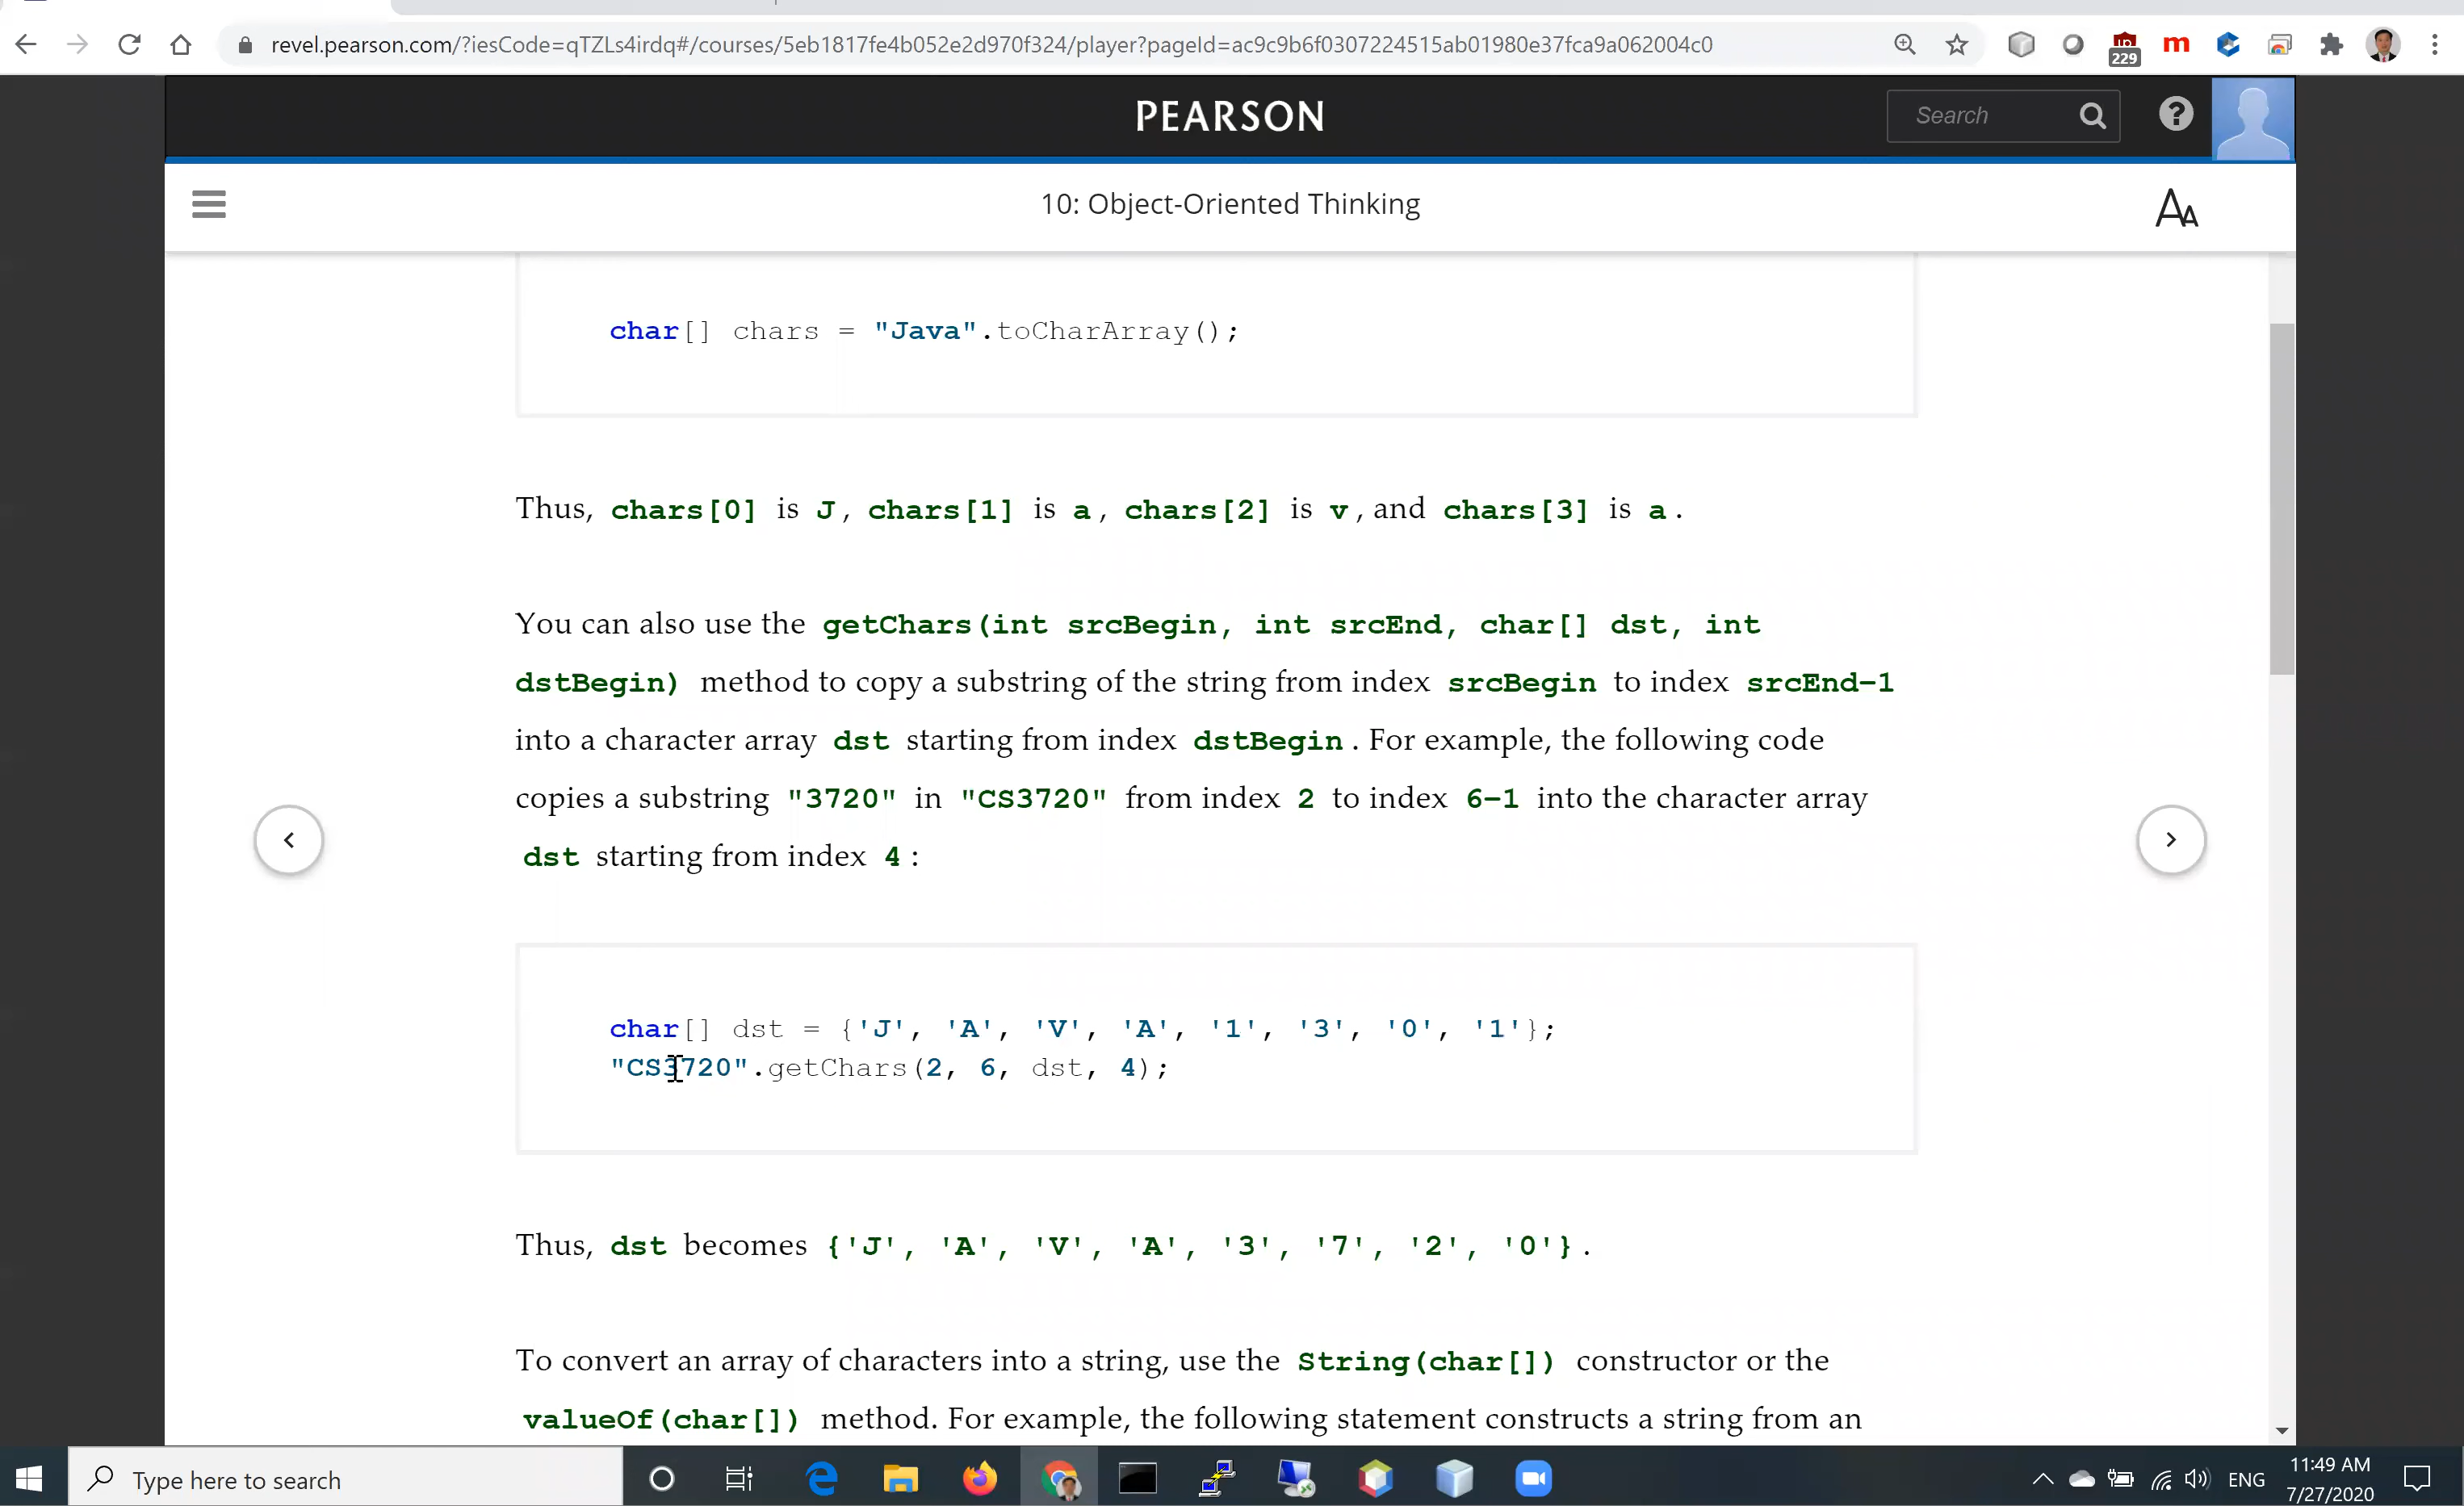 revel.pearson.com/?iesCode=qTZLs4irdq#/courses/5eb1817fe4b052e2d970f324/player?pageId=ac9c9b6f0307224515ab01980e37fca9a062004c0
229
PEARSON
Search
10: Object-Oriented Thinking
char[] chars = "Java".toCharArray();
Thus, chars[0] is J, chars[1] is a, chars[2] is v, and chars[3] is a.
You can also use the getChars(int srcBegin, int srcEnd, char[] dst, int
dstBegin) method to copy a substring of the string from index srcBegin to index srcEnd-1
into a character array dst starting from index dstBegin. For example, the following code
copies a substring "3720" in "CS3720" from index 2 to index 6-1 into the character array
dst starting from index 4:
char[] dst = {'J', 'A', 'V', 'A', '1', '3', '0', '1'};
"CS3720".getChars(2, 6, dst, 4);
Thus, dst becomes {'J', 'A', 'V', 'A', '3', '7', '2', '0'}.
To convert an array of characters into a string, use the String(char[]) constructor or the
valueOf(char[]) method. For example, the following statement constructs a string from an
Type here to search
ENG
11:49 AM
7/27/2020